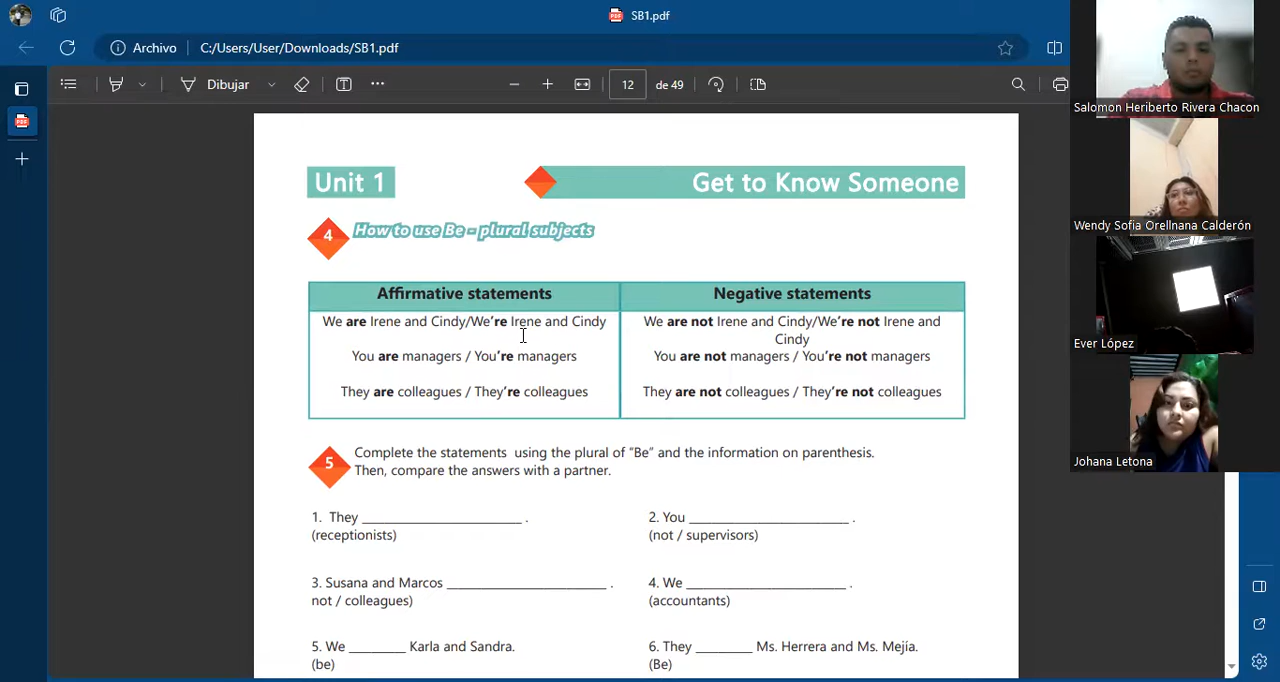 SB1.pdf
Archivo
C:/Users/User/Downloads/SB1.pdf
Dibujar
12
de 49
Unit 1
Get to Know Someone
4
How to use Be - plural subjects
Affirmative statements
Negative statements
We are Irene and Cindy/We're Irene and Cindy
You are managers / You're managers
They are colleagues / They're colleagues
We are not Irene and Cindy/We're not Irene and
Cindy
You are not managers / You're not managers
They are not colleagues / They're not colleagues
5
Complete the statements using the plural of "Be" and the information on parenthesis.
Then, compare the answers with a partner.
1. They ______________________ .
(receptionists)
2. You ______________________ .
(not / supervisors)
3. Susana and Marcos ______________________ .
not / colleagues)
4. We ______________________ .
(accountants)
5. We ________ Karla and Sandra.
(be)
6. They ________ Ms. Herrera and Ms. Mejía.
(Be)
Salomon Heriberto Rivera Chacon
Wendy Sofia Orellnana Calderón
Ever López
Johana Letona